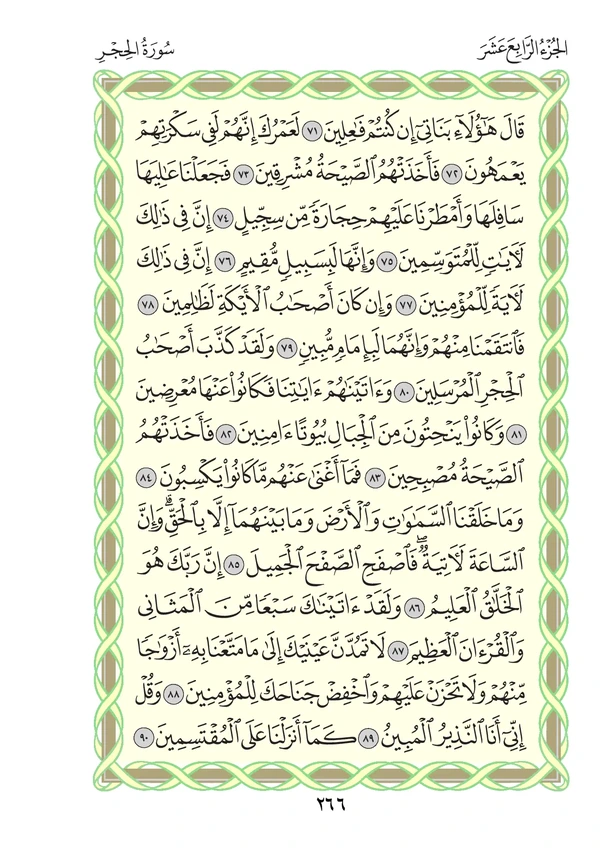 الجُزْءُ الرَّابِعَ عَشَرَ
سُورَةُ الحِجْرِ
قَالَ هَٰٓؤُلَآءِ بَنَاتِىٓ إِن كُنتُمْ فَٰعِلِينَ ٧١ لَعَمْرُكَ إِنَّهُمْ لَفِى سَكْرَتِهِمْ
يَعْمَهُونَ ٧٢ فَأَخَذَتْهُمُ ٱلصَّيْحَةُ مُشْرِقِينَ ٧٣ فَجَعَلْنَا عَٰلِيَهَا
سَافِلَهَا وَأَمْطَرْنَا عَلَيْهِمْ حِجَارَةً مِّن سِجِّيلٍ ٧٤ إِنَّ فِى ذَٰلِكَ
لَءَايَٰتٍ لِّلْمُتَوَسِّمِينَ ٧٥ وَإِنَّهَا لَبِسَبِيلٍ مُّقِيمٍ ٧٦ إِنَّ فِى ذَٰلِكَ
لَءَايَةً لِّلْمُؤْمِنِينَ ٧٧ وَإِن كَانَ أَصْحَٰبُ ٱلْأَيْكَةِ لَظَٰلِمِينَ ٧٨
فَٱنتَقَمْنَا مِنْهُمْ وَإِنَّهُمَا لَبِإِمَامٍ مُّبِينٍ ٧٩ وَلَقَدْ كَذَّبَ أَصْحَٰبُ
ٱلْحِجْرِ ٱلْمُرْسَلِينَ ٨٠ وَءَاتَيْنَٰهُمْ ءَايَٰتِنَا فَكَانُوا۟ عَنْهَا مُعْرِضِينَ
٨١ وَكَانُوا۟ يَنْحِتُونَ مِنَ ٱلْجِبَالِ بُيُوتًا ءَامِنِينَ ٨٢ فَأَخَذَتْهُمُ
ٱلصَّيْحَةُ مُصْبِحِينَ ٨٣ فَمَآ أَغْنَىٰ عَنْهُم مَّا كَانُوا۟ يَكْسِبُونَ ٨٤
وَمَا خَلَقْنَا ٱلسَّمَٰوَٰتِ وَٱلْأَرْضَ وَمَا بَيْنَهُمَآ إِلَّا بِٱلْحَقِّ ۗ وَإِنَّ
ٱلسَّاعَةَ لَءَاتِيَةٌ ۖ فَٱصْفَحِ ٱلصَّفْحَ ٱلْجَمِيلَ ٨٥ إِنَّ رَبَّكَ هُوَ
ٱلْخَلَّٰقُ ٱلْعَلِيمُ ٨٦ وَلَقَدْ ءَاتَيْنَٰكَ سَبْعًا مِّنَ ٱلْمَثَانِى
وَٱلْقُرْءَانَ ٱلْعَظِيمَ ٨٧ لَا تَمُدَّنَّ عَيْنَيْكَ إِلَىٰ مَا مَتَّعْنَا بِهِۦٓ أَزْوَٰجًا
مِّنْهُمْ وَلَا تَحْزَنْ عَلَيْهِمْ وَٱخْفِضْ جَنَاحَكَ لِلْمُؤْمِنِينَ ٨٨ وَقُلْ
إِنِّىٓ أَنَا ٱلنَّذِيرُ ٱلْمُبِينُ ٨٩ كَمَآ أَنزَلْنَا عَلَى ٱلْمُقْتَسِمِينَ ٩٠
٢٦٦